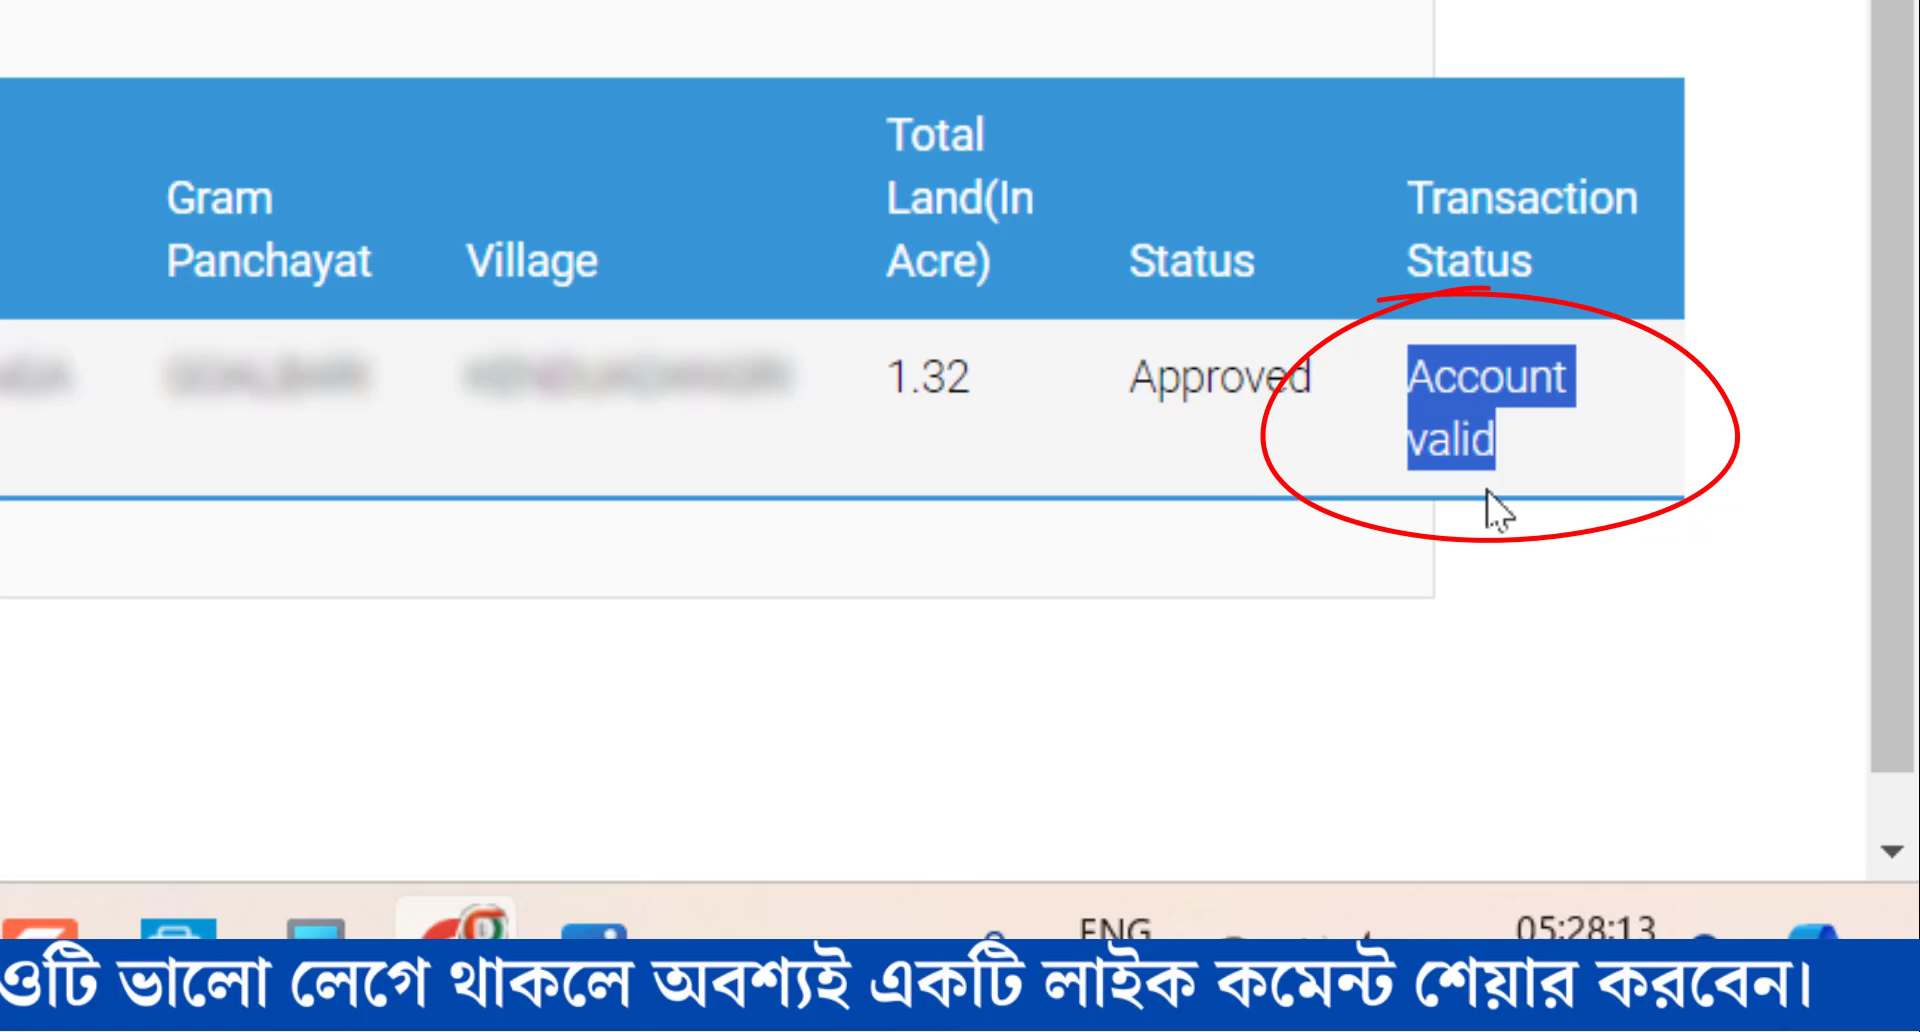 Gram
Panchayat
Village
Total
Land(In
Acre)
Status
Transaction
Status
1.32
Approved
Account
valid
ENG
05:28:13
ওটি ভালো লেগে থাকলে অবশ্যই একটি লাইক কমেন্ট শেয়ার করবেন।